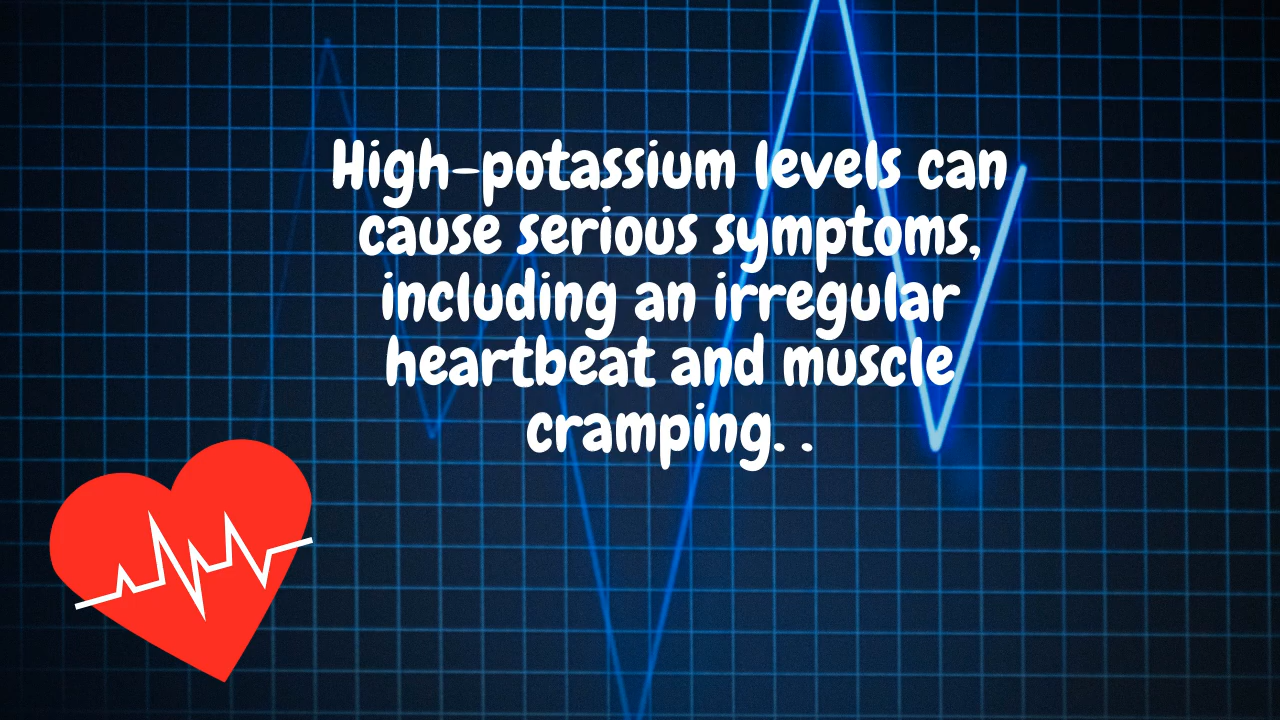 High-potassium levels can
cause serious symptoms,
including an irregular
heartbeat and muscle
cramping. .